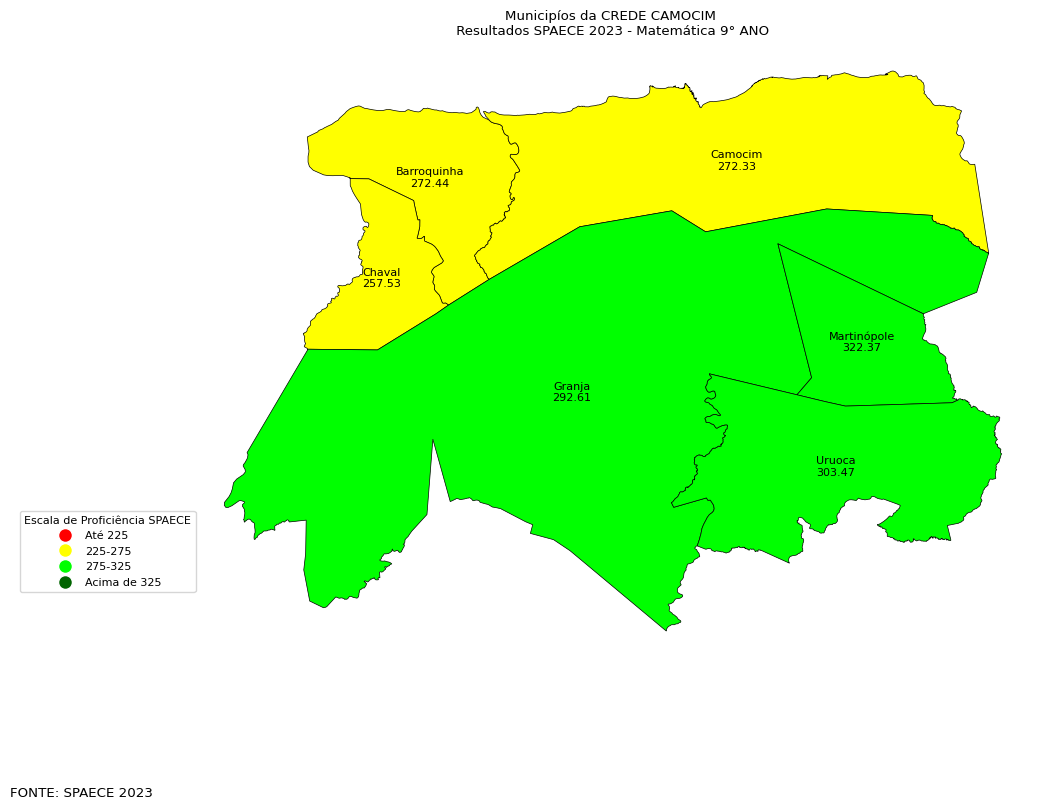 Municipíos da CREDE CAMOCIM
Resultados SPAECE 2023 - Matemática 9° ANO
Camocim
272.33
Barroquinha
272.44
Chaval
257.53
Martinópole
322.37
Granja
292.61
Uruoca
303.47
Escala de Proficiência SPAECE
Até 225
225-275
275-325
Acima de 325
FONTE: SPAECE 2023